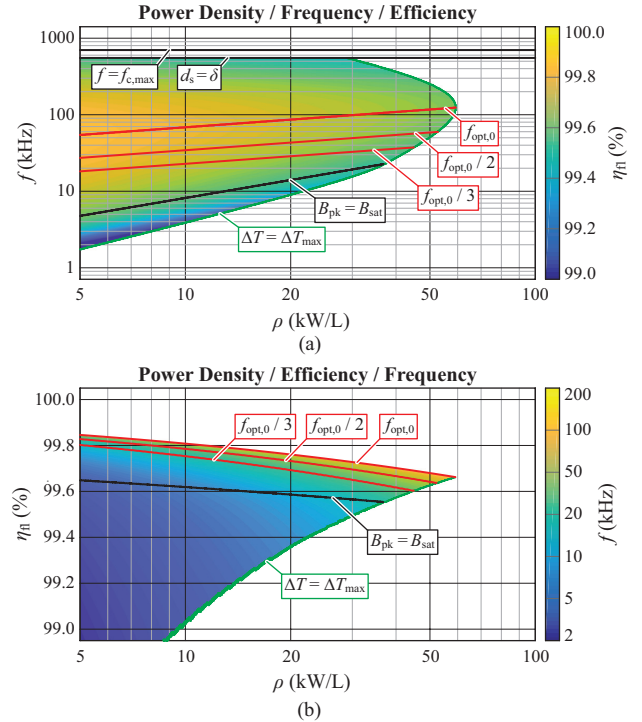 Power Density / Frequency / Efficiency
1000
100
10
1
f (kHz)
f = fc,max
ds = δ
fopt,0
fopt,0 / 2
fopt,0 / 3
Bpk = Bsat
ΔT = ΔTmax
5
10
20
50
100
ρ (kW/L)
100.0
99.8
99.6
99.4
99.2
99.0
ηfl (%)
(a)
Power Density / Efficiency / Frequency
100.0
99.8
99.6
99.4
99.2
99.0
ηfl (%)
fopt,0 / 3
fopt,0 / 2
fopt,0
Bpk = Bsat
ΔT = ΔTmax
5
10
20
50
100
ρ (kW/L)
200
100
50
20
10
5
2
f (kHz)
(b)